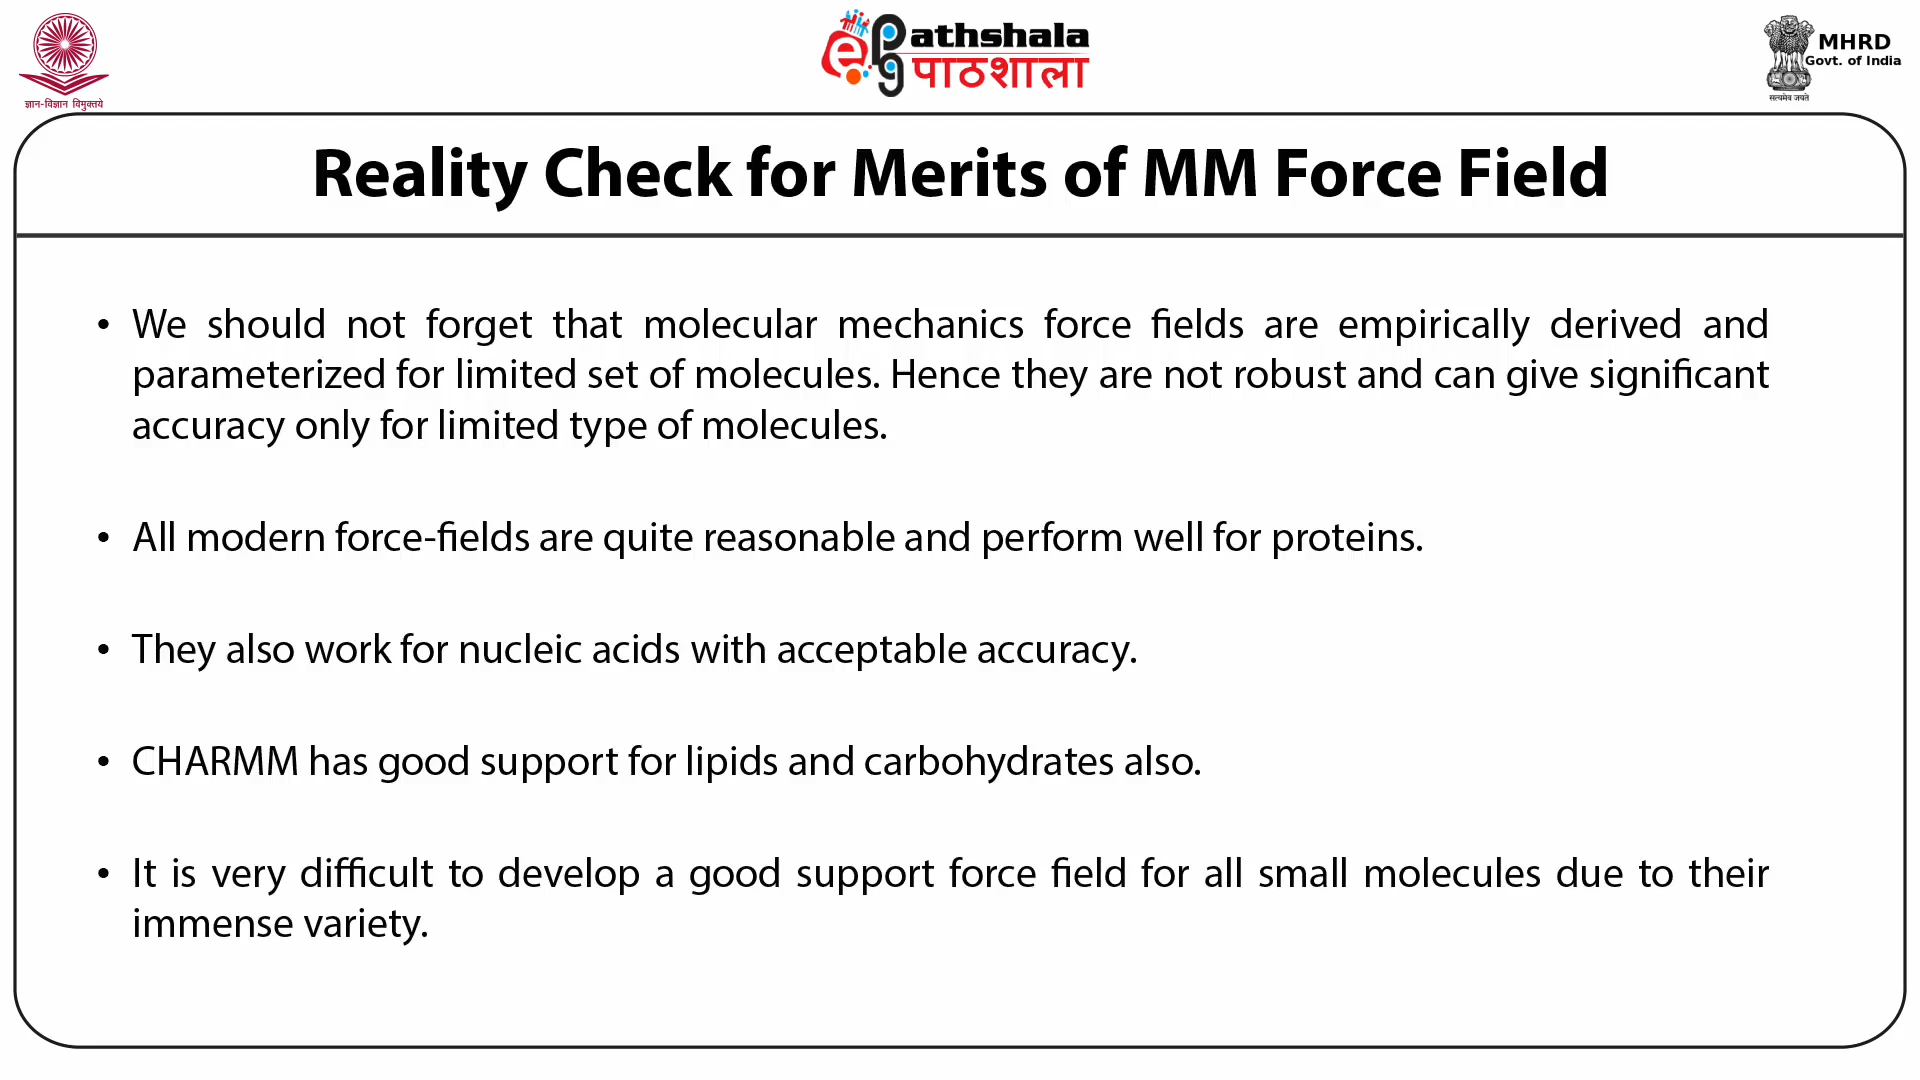 ज्ञान-विज्ञान विमुक्तये
ePathshala
पाठशाला
MHRD
Govt. of India
सत्यमेव जयते
Reality Check for Merits of MM Force Field
• We should not forget that molecular mechanics force fields are empirically derived and
parameterized for limited set of molecules. Hence they are not robust and can give significant
accuracy only for limited type of molecules.
• All modern force-fields are quite reasonable and perform well for proteins.
• They also work for nucleic acids with acceptable accuracy.
• CHARMM has good support for lipids and carbohydrates also.
• It is very difficult to develop a good support force field for all small molecules due to their
immense variety.